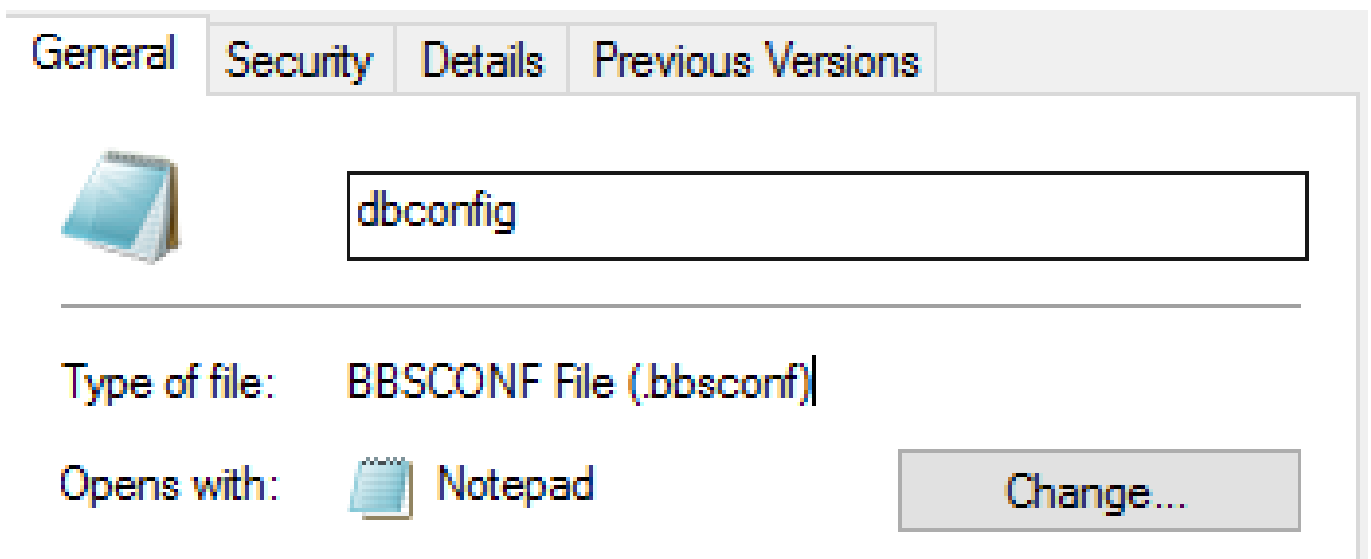 General Security Details Previous Versions
dbconfig
Type of file: BBSCONF File (.bbsconf)
Opens with: Notepad Change...